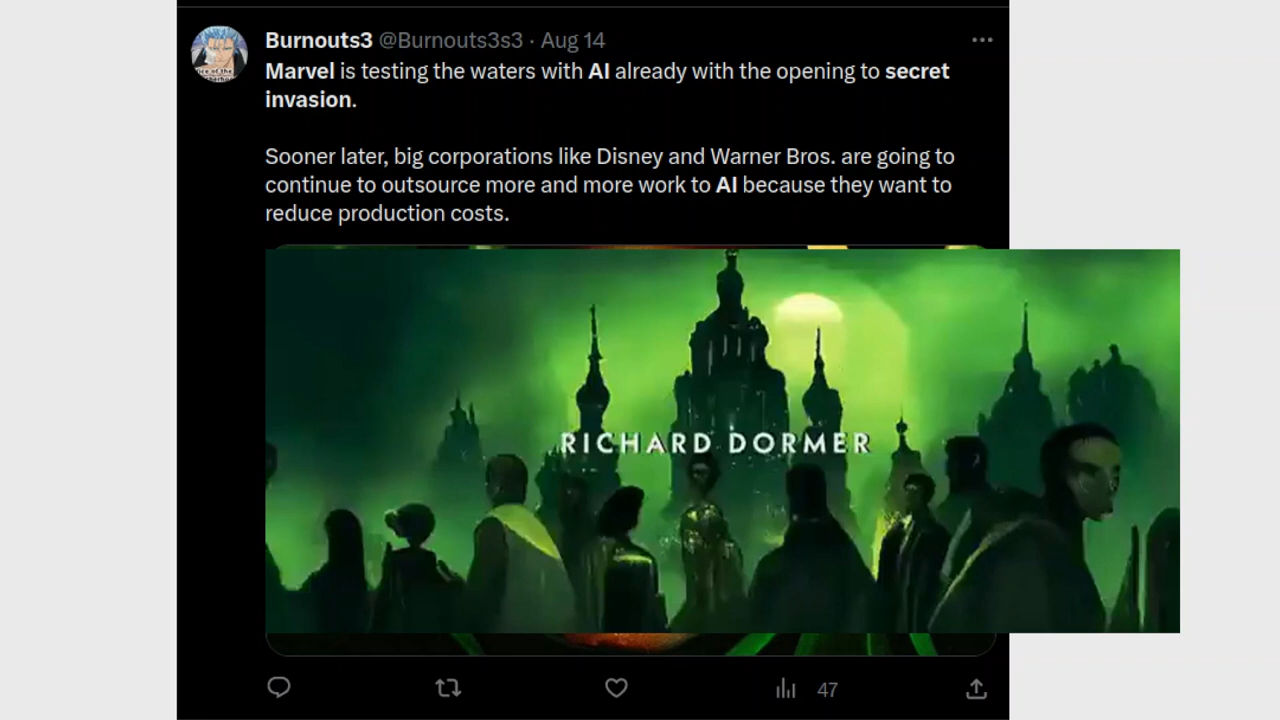 Burnouts3 @Burnouts3s3 · Aug 14
Marvel is testing the waters with AI already with the opening to secret
invasion.
Sooner later, big corporations like Disney and Warner Bros. are going to
continue to outsource more and more work to AI because they want to
reduce production costs.
RICHARD DORMER
47